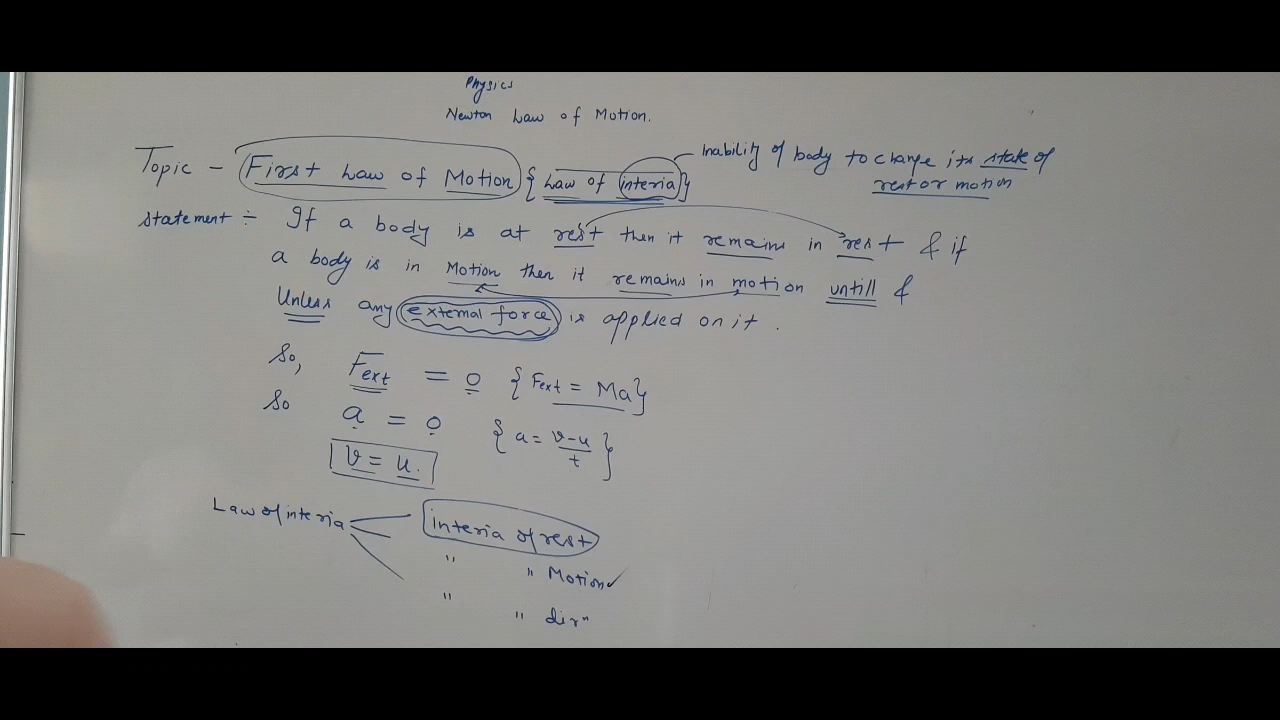 Physics
Newton Law of Motion.
Topic - First Law of Motion { Law of interia }
Inability of body to change its state of
rest or motion
statement ÷ If a body is at rest then it remains in rest & if
a body is in Motion then it remains in motion untill &
Unless any external force is applied on it.
So, Fext = 0 { Fext = Ma }
So a = 0 { a = v-u/t }
v = u.
Law of interia
interia of rest
" " Motion
" " dirⁿ